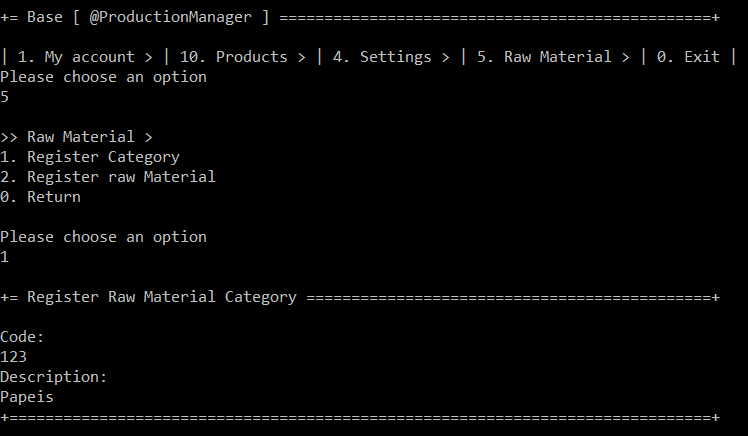 += Base [ @ProductionManager ] ================================================+
| 1. My account > | 10. Products > | 4. Settings > | 5. Raw Material > | 0. Exit |
Please choose an option
5
>> Raw Material >
1. Register Category
2. Register raw Material
0. Return
Please choose an option
1
+= Register Raw Material Category =============================================+
Code:
123
Description:
Papeis
+==============================================================================+